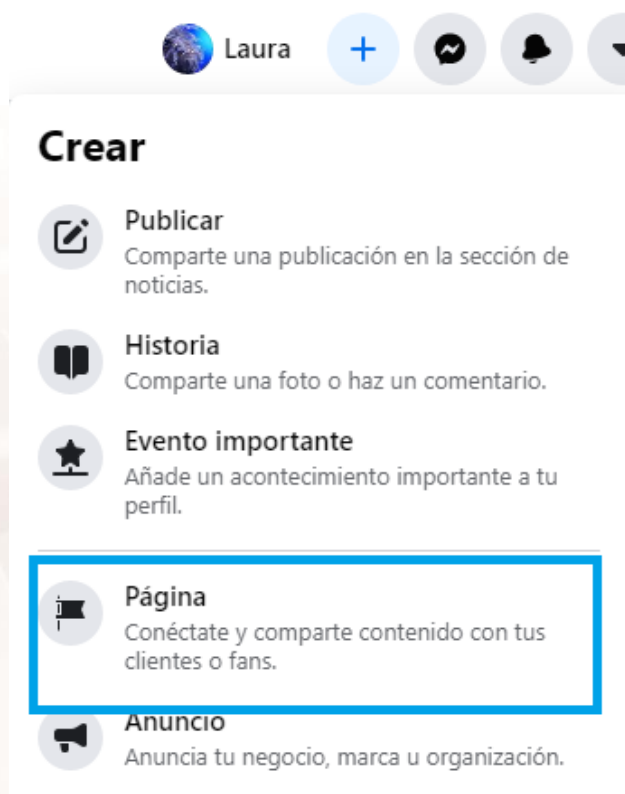 Laura
Crear
Publicar
Comparte una publicación en la sección de
noticias.
Historia
Comparte una foto o haz un comentario.
Evento importante
Añade un acontecimiento importante a tu
perfil.
Página
Conéctate y comparte contenido con tus
clientes o fans.
Anuncio
Anuncia tu negocio, marca u organización.